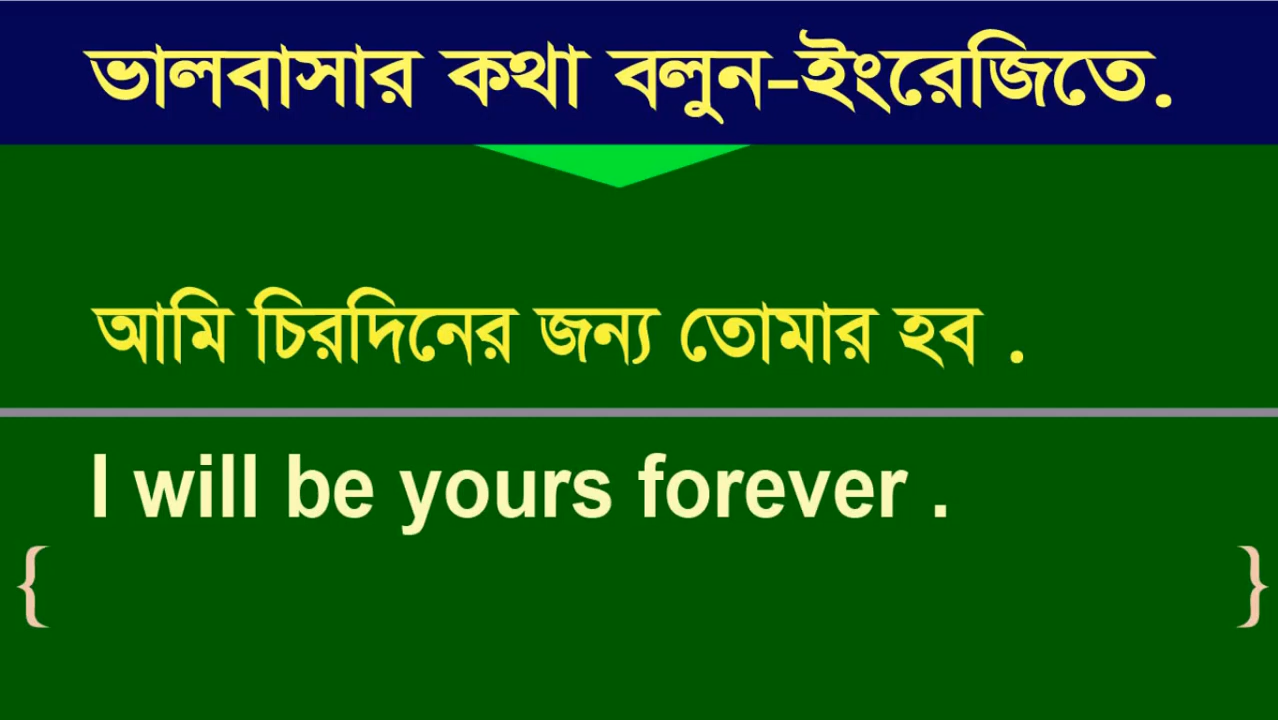 ভালবাসার কথা বলুন-ইংরেজিতে.
আমি চিরদিনের জন্য তোমার হব .
I will be yours forever .
{ }